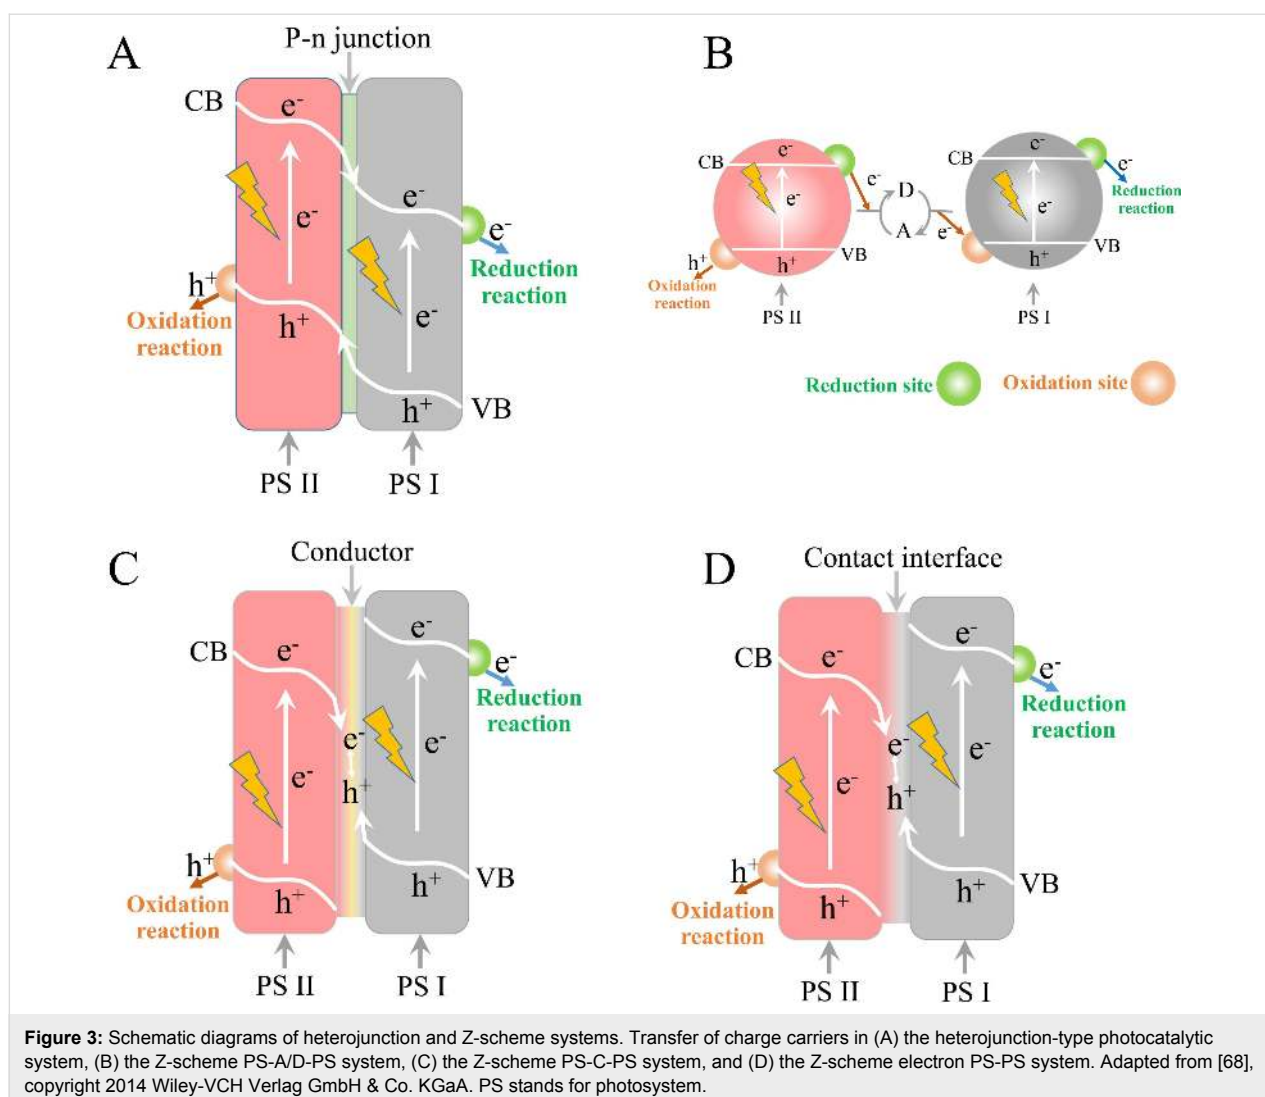 A
P-n junction
CB
e-
e-
e-
e-
h+
Oxidation
reaction
h+
e-
Reduction
reaction
h+
VB
PS II
PS I
B
CB
e-
e-
e-
D
A
e-
h+
VB
h+
Oxidation
reaction
PS II
e-
e-
e-
Reduction
reaction
CB
VB
h+
PS I
Reduction site
Oxidation site
C
Conductor
CB
e-
e-
e-
Reduction
reaction
e-
h+
e-
e-
h+
Oxidation
reaction
h+
h+
VB
PS II
PS I
D
Contact interface
CB
e-
e-
e-
Reduction
reaction
e-
h+
e-
e-
h+
Oxidation
reaction
h+
h+
VB
PS II
PS I
Figure 3: Schematic diagrams of heterojunction and Z-scheme systems. Transfer of charge carriers in (A) the heterojunction-type photocatalytic
system, (B) the Z-scheme PS-A/D-PS system, (C) the Z-scheme PS-C-PS system, and (D) the Z-scheme electron PS-PS system. Adapted from [68],
copyright 2014 Wiley-VCH Verlag GmbH & Co. KGaA. PS stands for photosystem.